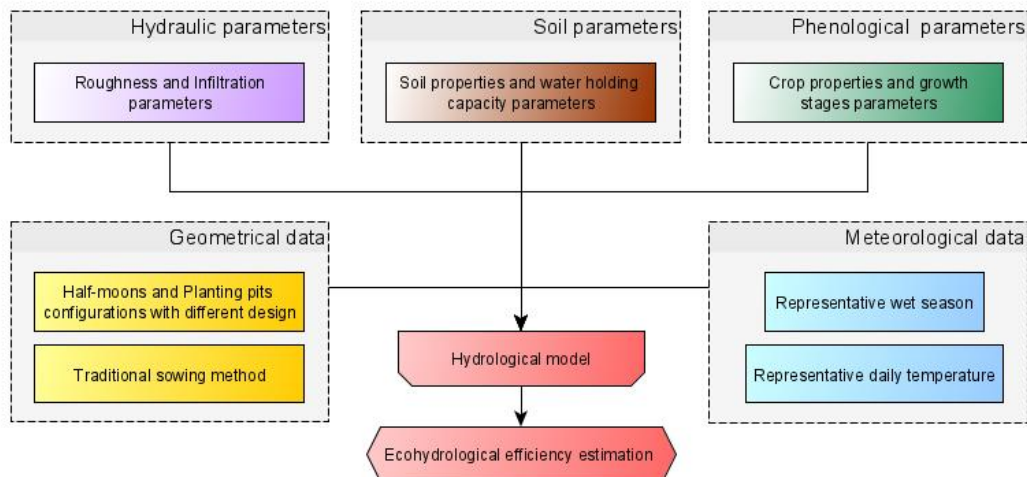 Hydraulic parameters
Roughness and Infiltration
parameters
Soil parameters
Soil properties and water holding
capacity parameters
Phenological parameters
Crop properties and growth
stages parameters
Geometrical data
Half-moons and Planting pits
configurations with different design
Traditional sowing method
Meteorological data
Representative wet season
Representative daily temperature
Hydrological model
Ecohydrological efficiency estimation